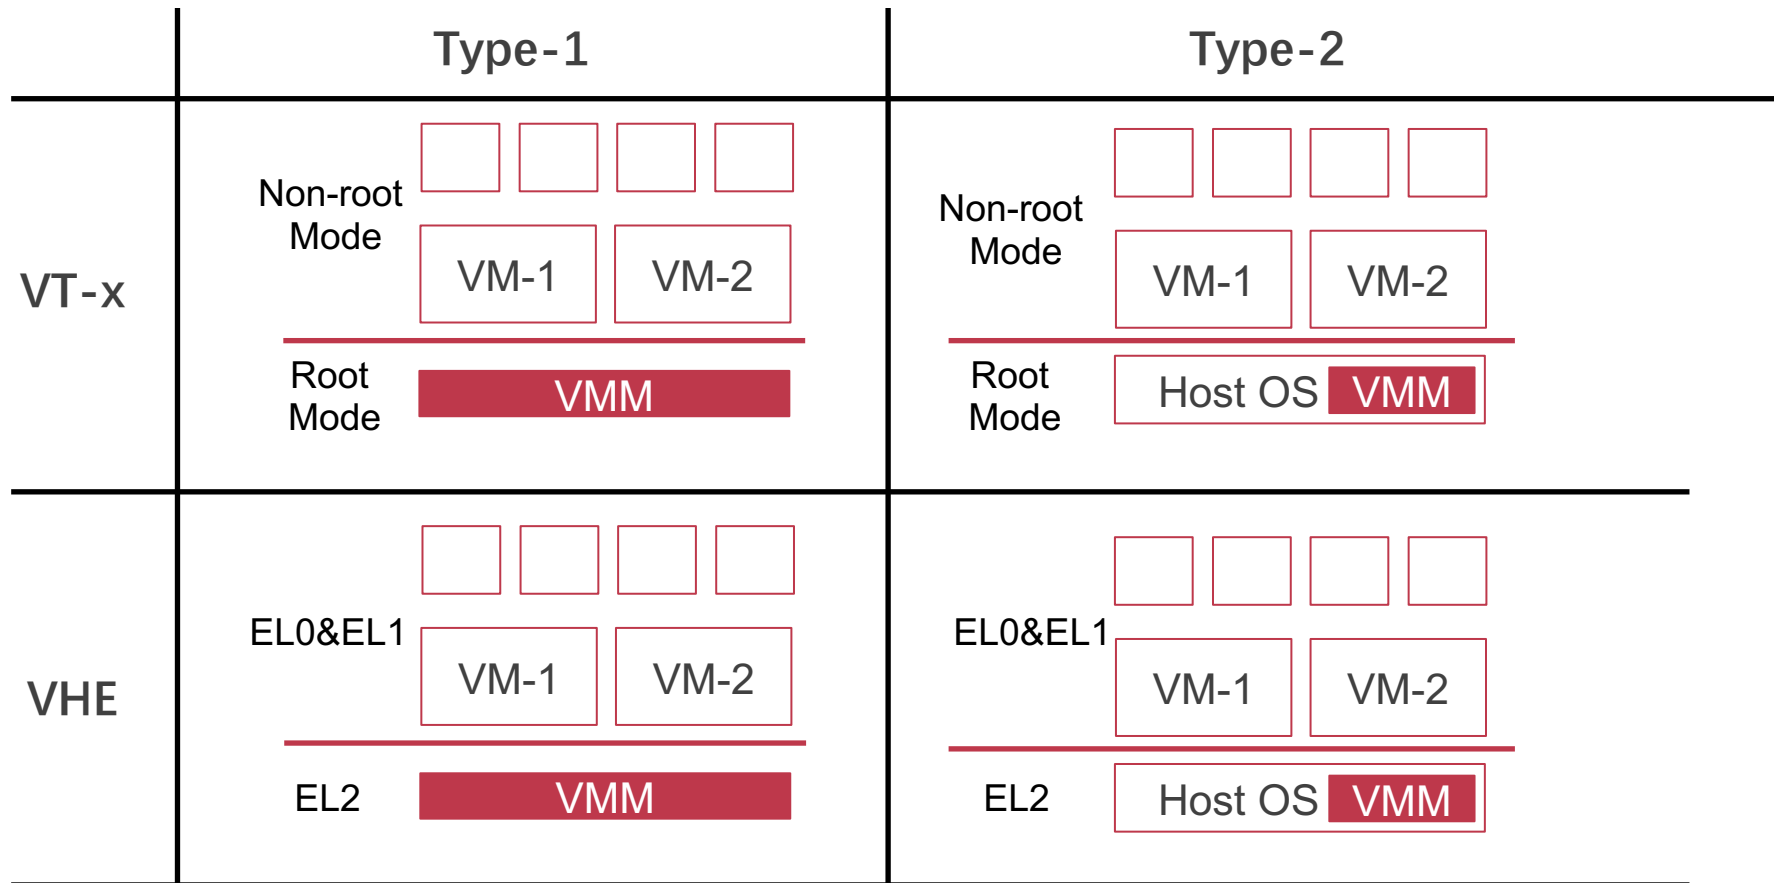 Type-1
Type-2
VT-x
Non-root
Mode
VM-1
VM-2
Root
Mode
VMM
Non-root
Mode
VM-1
VM-2
Root
Mode
Host OS
VMM
VHE
EL0&EL1
VM-1
VM-2
EL2
VMM
EL0&EL1
VM-1
VM-2
EL2
Host OS
VMM